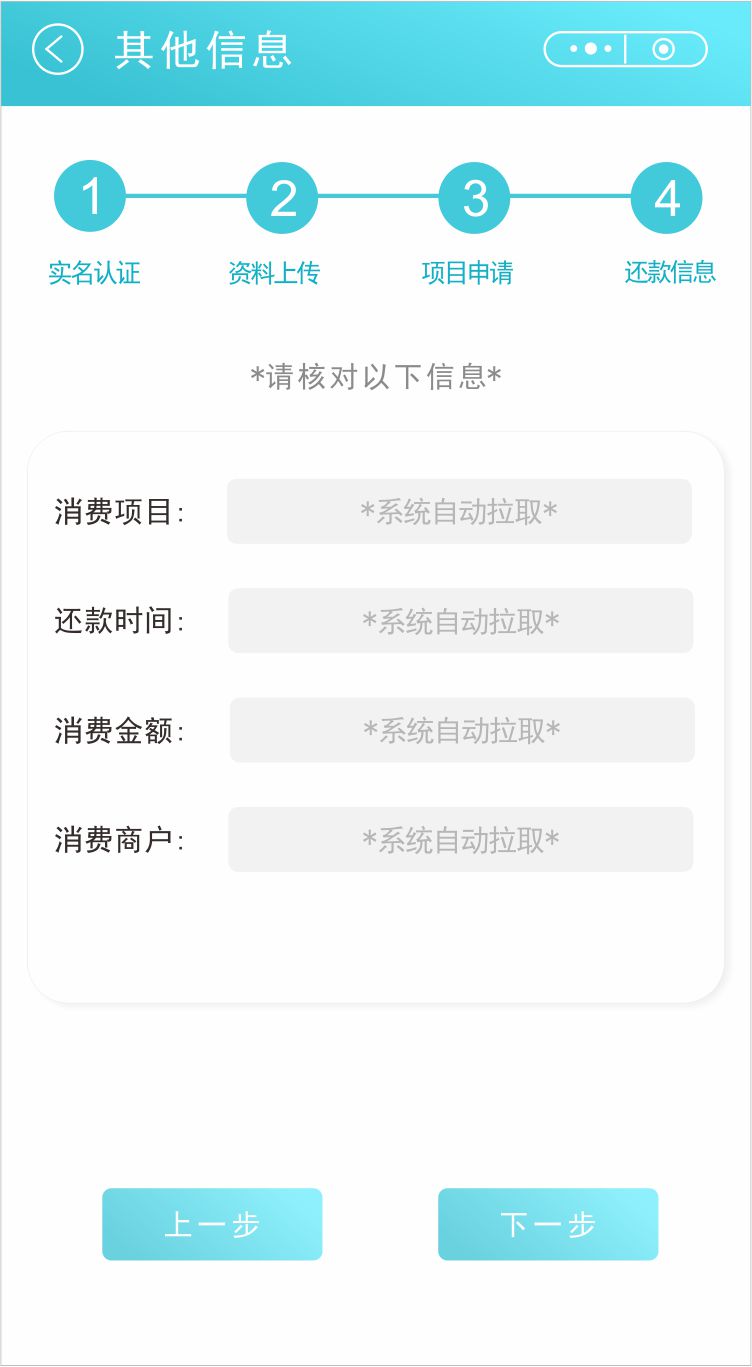 其他信息
1 2 3 4
实名认证 资料上传 项目申请 还款信息
*请核对以下信息*
消费项目: *系统自动拉取*
还款时间: *系统自动拉取*
消费金额: *系统自动拉取*
消费商户: *系统自动拉取*
上一步 下一步